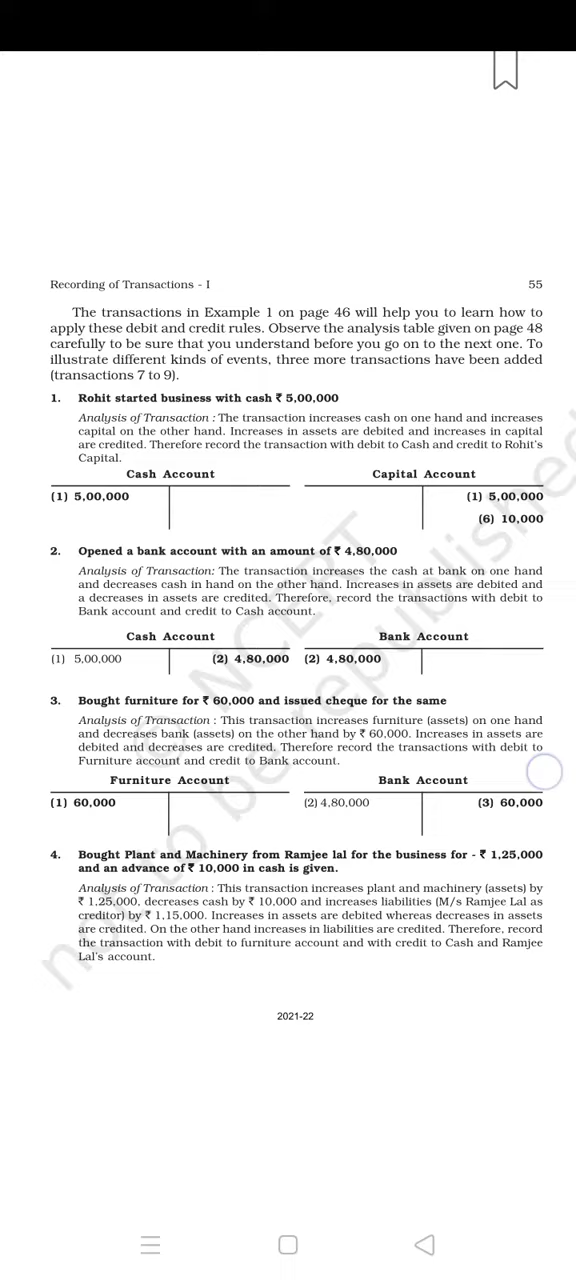 Recording of Transactions - I 55
The transactions in Example 1 on page 46 will help you to learn how to
apply these debit and credit rules. Observe the analysis table given on page 48
carefully to be sure that you understand before you go on to the next one. To
illustrate different kinds of events, three more transactions have been added
(transactions 7 to 9).
1. Rohit started business with cash ₹ 5,00,000
Analysis of Transaction : The transaction increases cash on one hand and increases
capital on the other hand. Increases in assets are debited and increases in capital
are credited. Therefore record the transaction with debit to Cash and credit to Rohit's
Capital.
Cash Account Capital Account
(1) 5,00,000 (1) 5,00,000
(6) 10,000
2. Opened a bank account with an amount of ₹ 4,80,000
Analysis of Transaction: The transaction increases the cash at bank on one hand
and decreases cash in hand on the other hand. Increases in assets are debited and
a decreases in assets are credited. Therefore, record the transactions with debit to
Bank account and credit to Cash account.
Cash Account Bank Account
(1) 5,00,000 (2) 4,80,000 (2) 4,80,000
3. Bought furniture for ₹ 60,000 and issued cheque for the same
Analysis of Transaction : This transaction increases furniture (assets) on one hand
and decreases bank (assets) on the other hand by ₹ 60,000. Increases in assets are
debited and decreases are credited. Therefore record the transactions with debit to
Furniture account and credit to Bank account.
Furniture Account Bank Account
(1) 60,000 (2) 4,80,000 (3) 60,000
4. Bought Plant and Machinery from Ramjee lal for the business for - ₹ 1,25,000
and an advance of ₹ 10,000 in cash is given.
Analysis of Transaction : This transaction increases plant and machinery (assets) by
₹ 1,25,000, decreases cash by ₹ 10,000 and increases liabilities (M/s Ramjee Lal as
creditor) by ₹ 1,15,000. Increases in assets are debited whereas decreases in assets
are credited. On the other hand increases in liabilities are credited. Therefore, record
the transaction with debit to furniture account and with credit to Cash and Ramjee
Lal's account.
2021-22
© NCERT
not to be republished